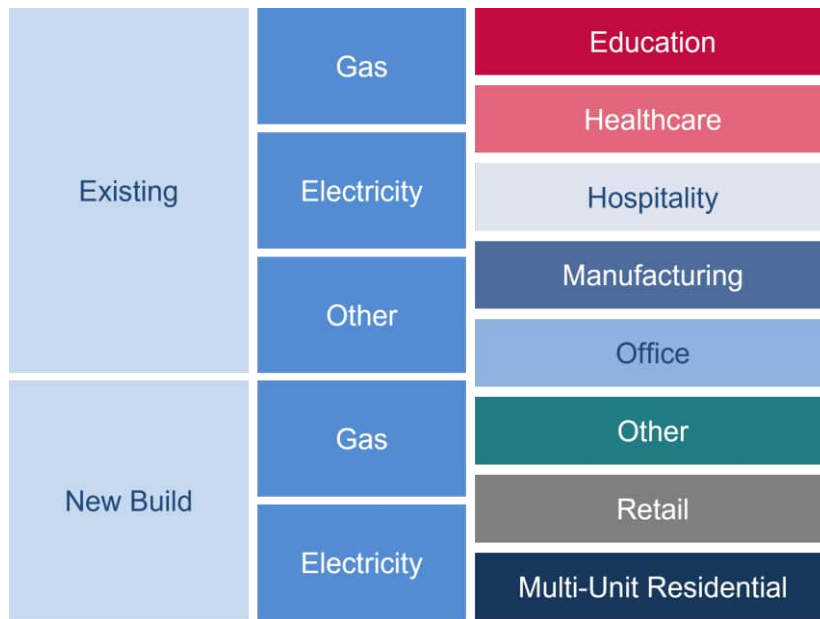 Existing
New Build
Gas
Electricity
Other
Gas
Electricity
Education
Healthcare
Hospitality
Manufacturing
Office
Other
Retail
Multi-Unit Residential